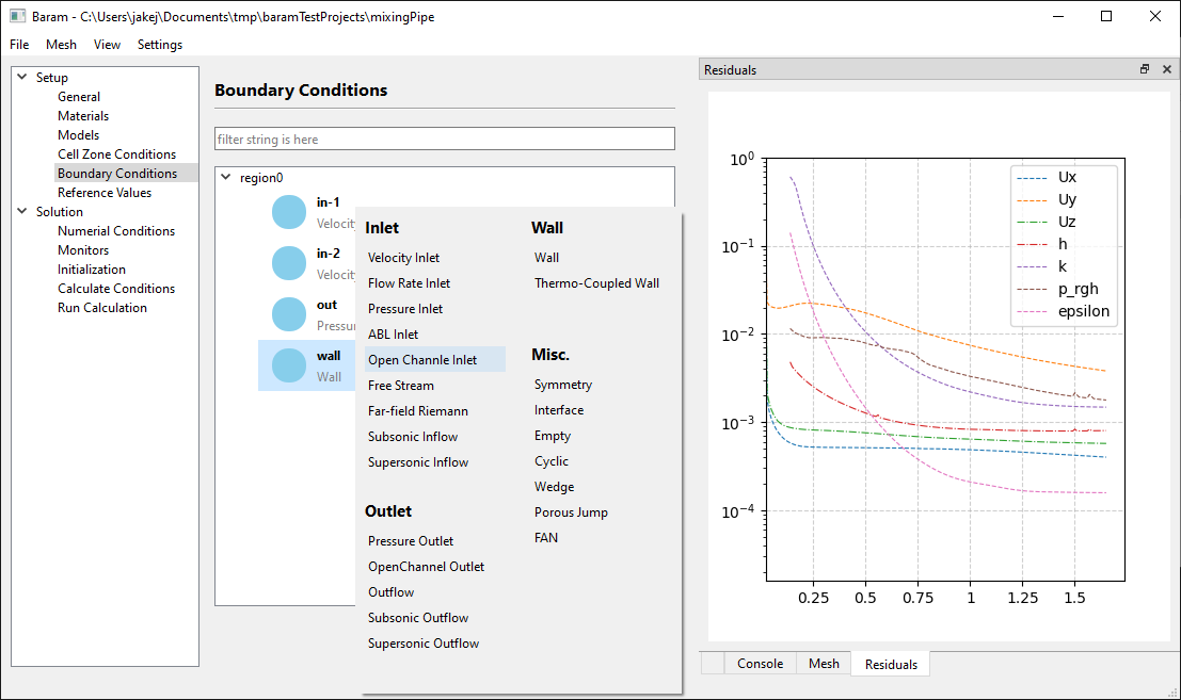 Baram - C:\Users\jakej\Documents\tmp\baramTestProjects\mixingPipe
File Mesh View Settings
Setup
General
Materials
Models
Cell Zone Conditions
Boundary Conditions
Reference Values
Solution
Numerial Conditions
Monitors
Initialization
Calculate Conditions
Run Calculation
Boundary Conditions
filter string is here
region0
in-1
Velocity
in-2
Velocity
out
Pressur
wall
Wall
Inlet
Velocity Inlet
Flow Rate Inlet
Pressure Inlet
ABL Inlet
Open Channle Inlet
Free Stream
Far-field Riemann
Subsonic Inflow
Supersonic Inflow
Outlet
Pressure Outlet
OpenChannel Outlet
Outflow
Subsonic Outflow
Supersonic Outflow
Wall
Wall
Thermo-Coupled Wall
Misc.
Symmetry
Interface
Empty
Cyclic
Wedge
Porous Jump
FAN
Residuals
10^0
10^-1
10^-2
10^-3
10^-4
0.25 0.5 0.75 1 1.25 1.5
Ux
Uy
Uz
h
k
p_rgh
epsilon
Console Mesh Residuals